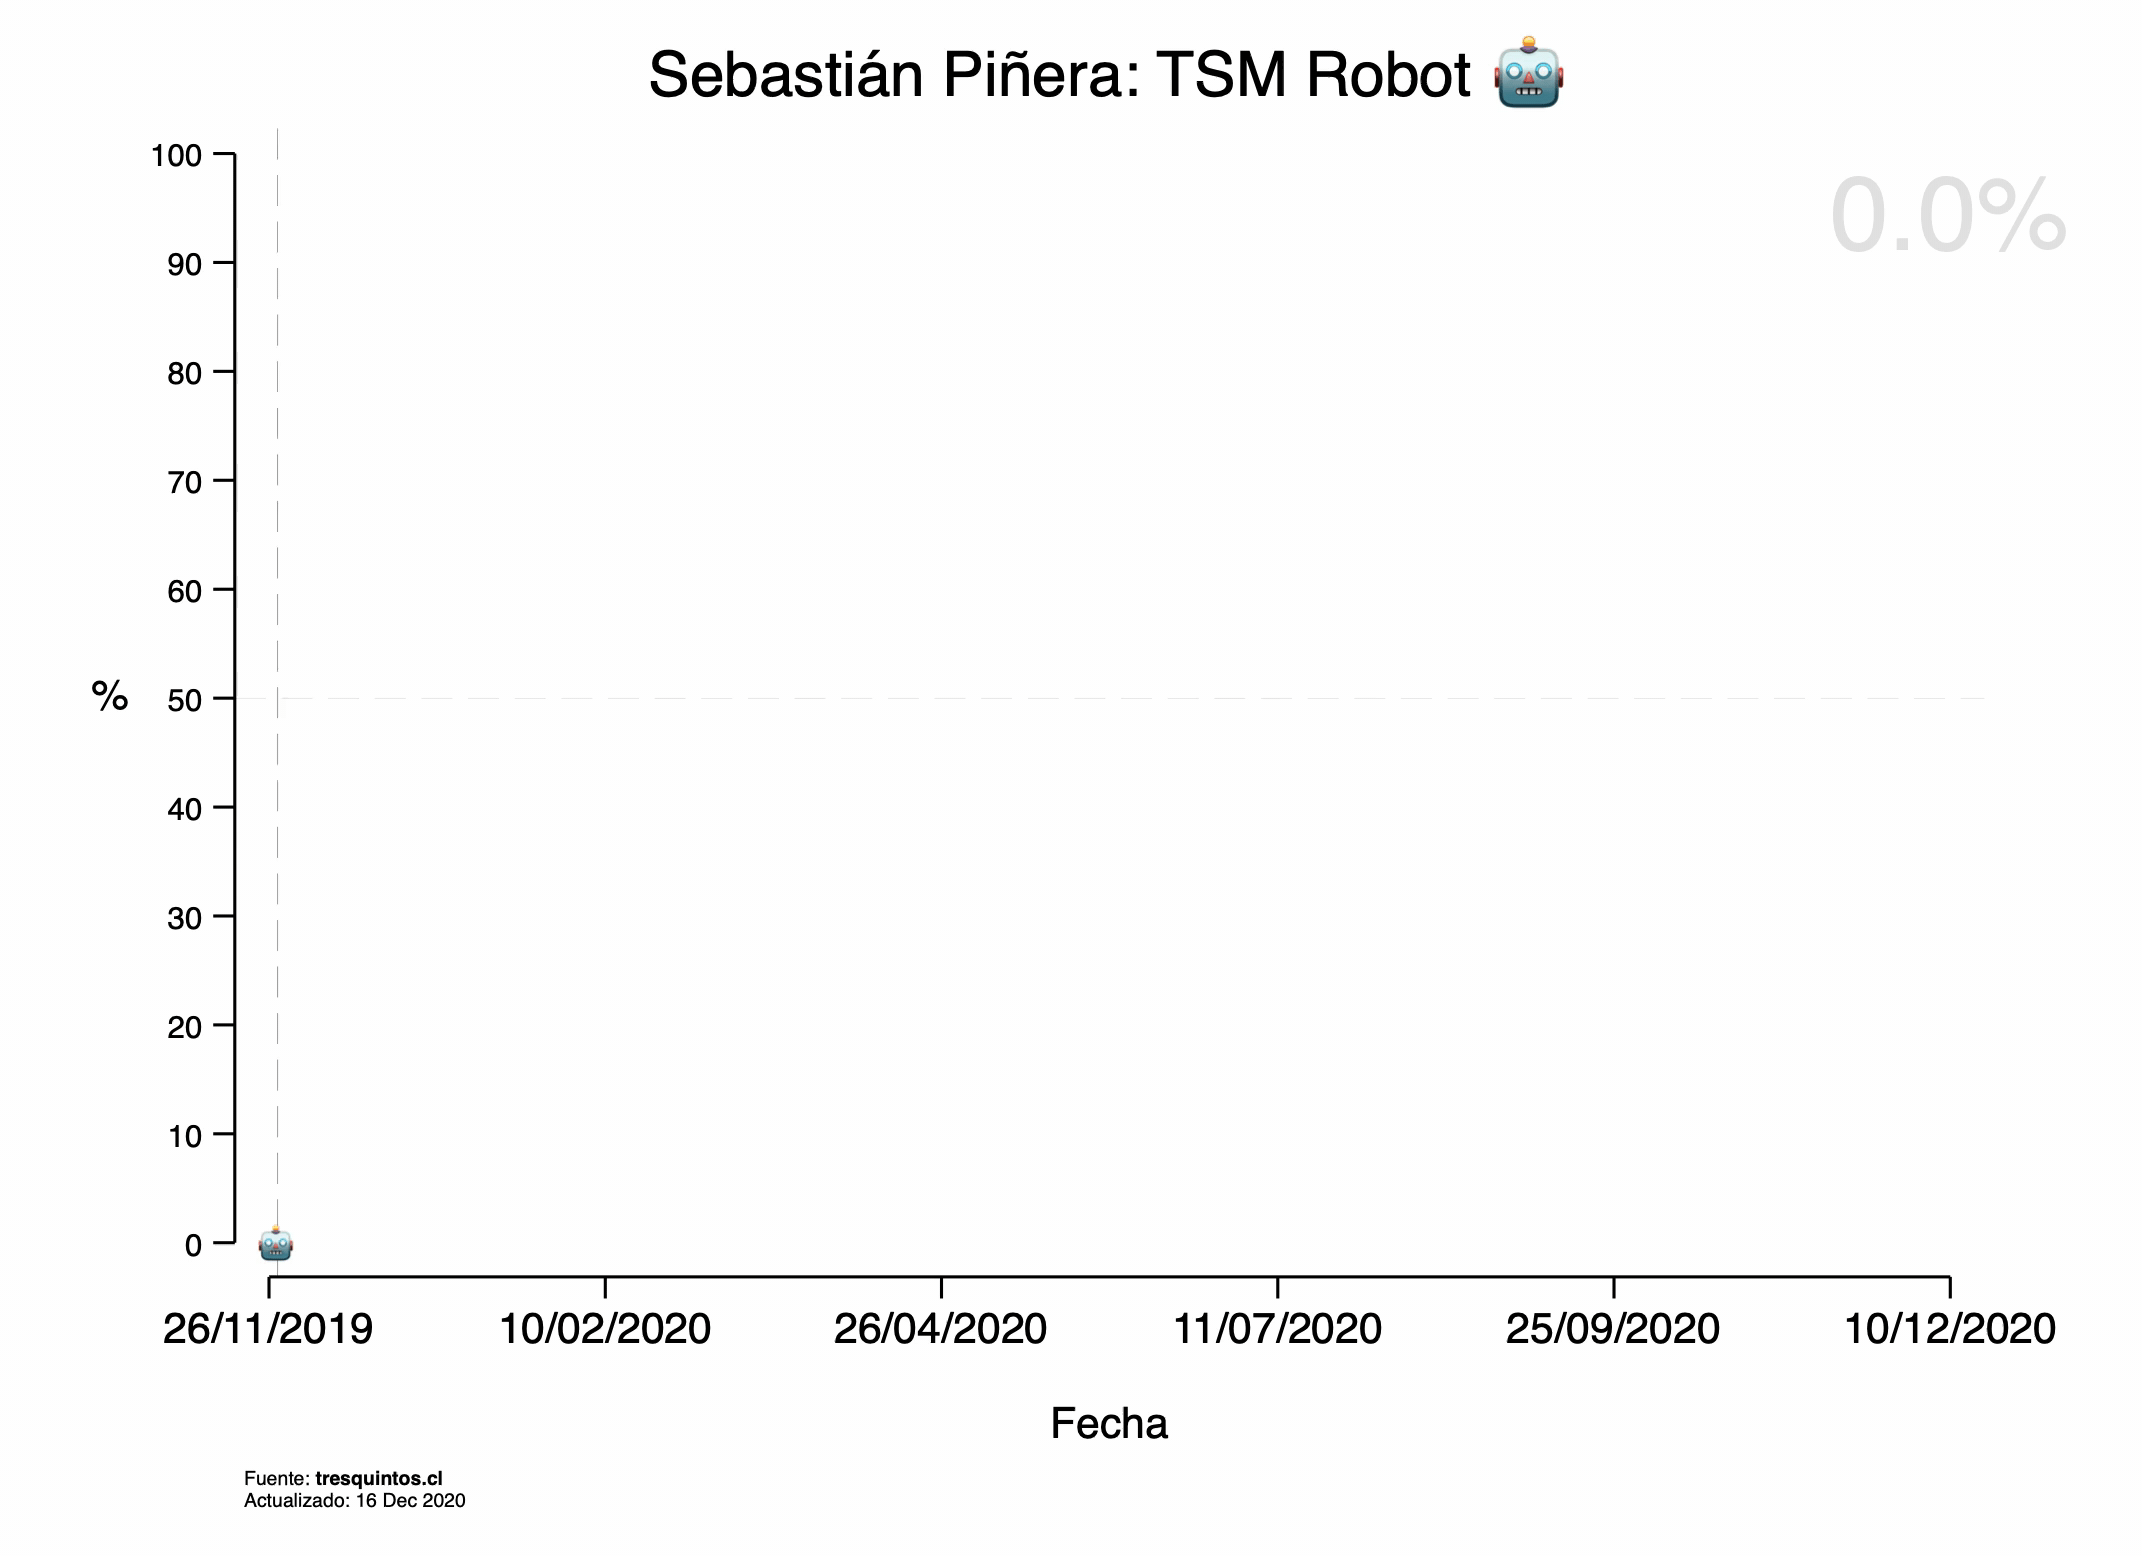 Sebastián Piñera: TSM Robot 🤖
100
0.0%
90
80
70
60
% 50
40
30
20
10
0
26/11/2019 10/02/2020 26/04/2020 11/07/2020 25/09/2020 10/12/2020
Fecha
Fuente: tresquintos.cl
Actualizado: 16 Dec 2020